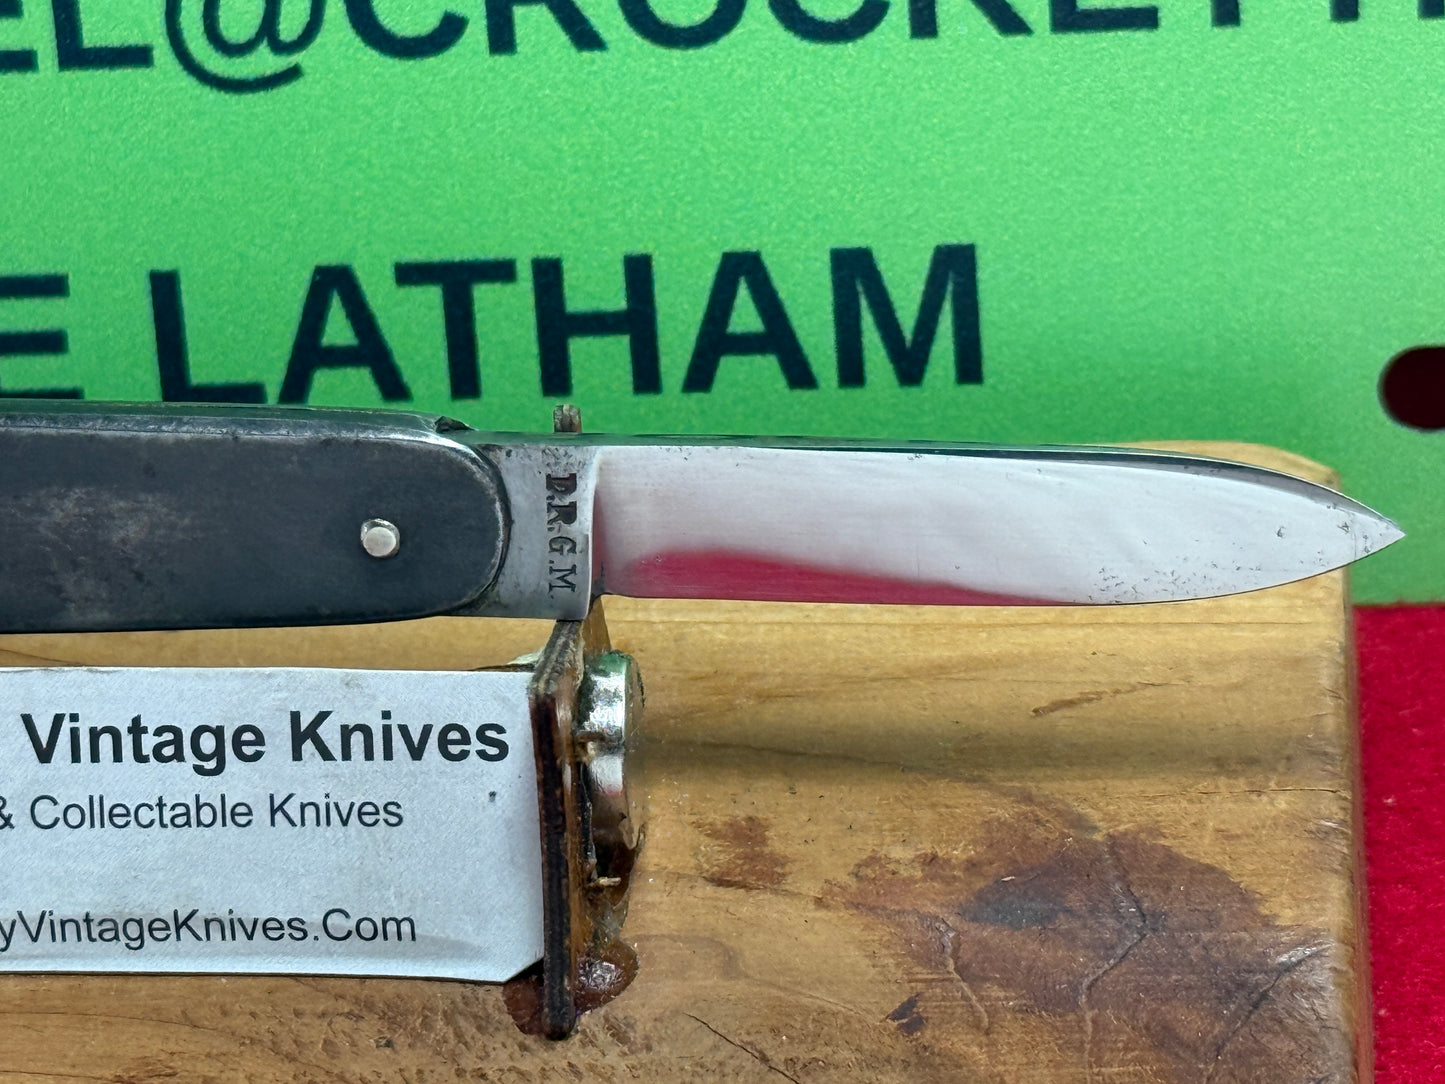 EL@CROCKETT
E LATHAM
D.R.G.M
Vintage Knives
& Collectable Knives
yVintageKnives.Com